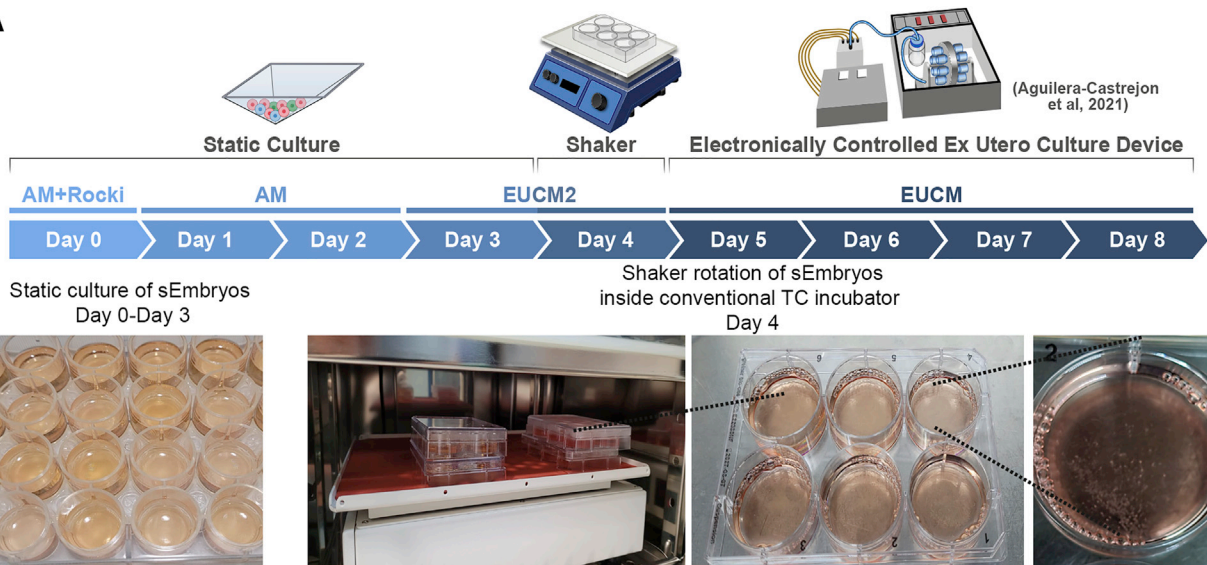 A
(Aguilera-Castrejon
et al, 2021)
Static Culture
Shaker
Electronically Controlled Ex Utero Culture Device
AM+Rocki
AM
EUCM2
EUCM
Day 0
Day 1
Day 2
Day 3
Day 4
Day 5
Day 6
Day 7
Day 8
Static culture of sEmbryos
Day 0-Day 3
Shaker rotation of sEmbryos
inside conventional TC incubator
Day 4
6
5
4
3
2
1
2